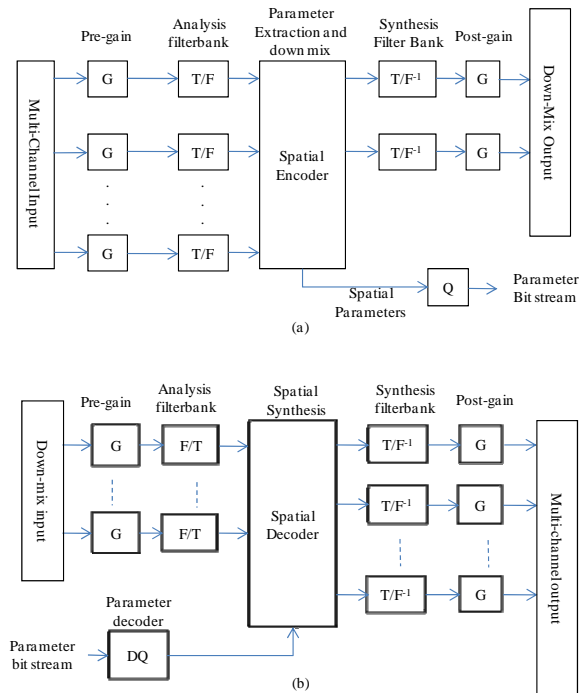 Pre-gain
Analysis
filterbank
Parameter
Extraction and
down mix
Synthesis
Filter Bank
Post-gain
Multi-Channel Input
G
T/F
T/F-1
G
G
T/F
Spatial
Encoder
T/F-1
G
Down-Mix Output
G
T/F
Spatial
Parameters
Q
Parameter
Bit stream
(a)
Pre-gain
Analysis
filterbank
Spatial
Synthesis
Synthesis
filterbank
Post-gain
Down-mix input
G
F/T
T/F-1
G
G
F/T
Spatial
Decoder
T/F-1
G
T/F-1
G
Multi-channel output
Parameter
decoder
Parameter
bit stream
DQ
(b)